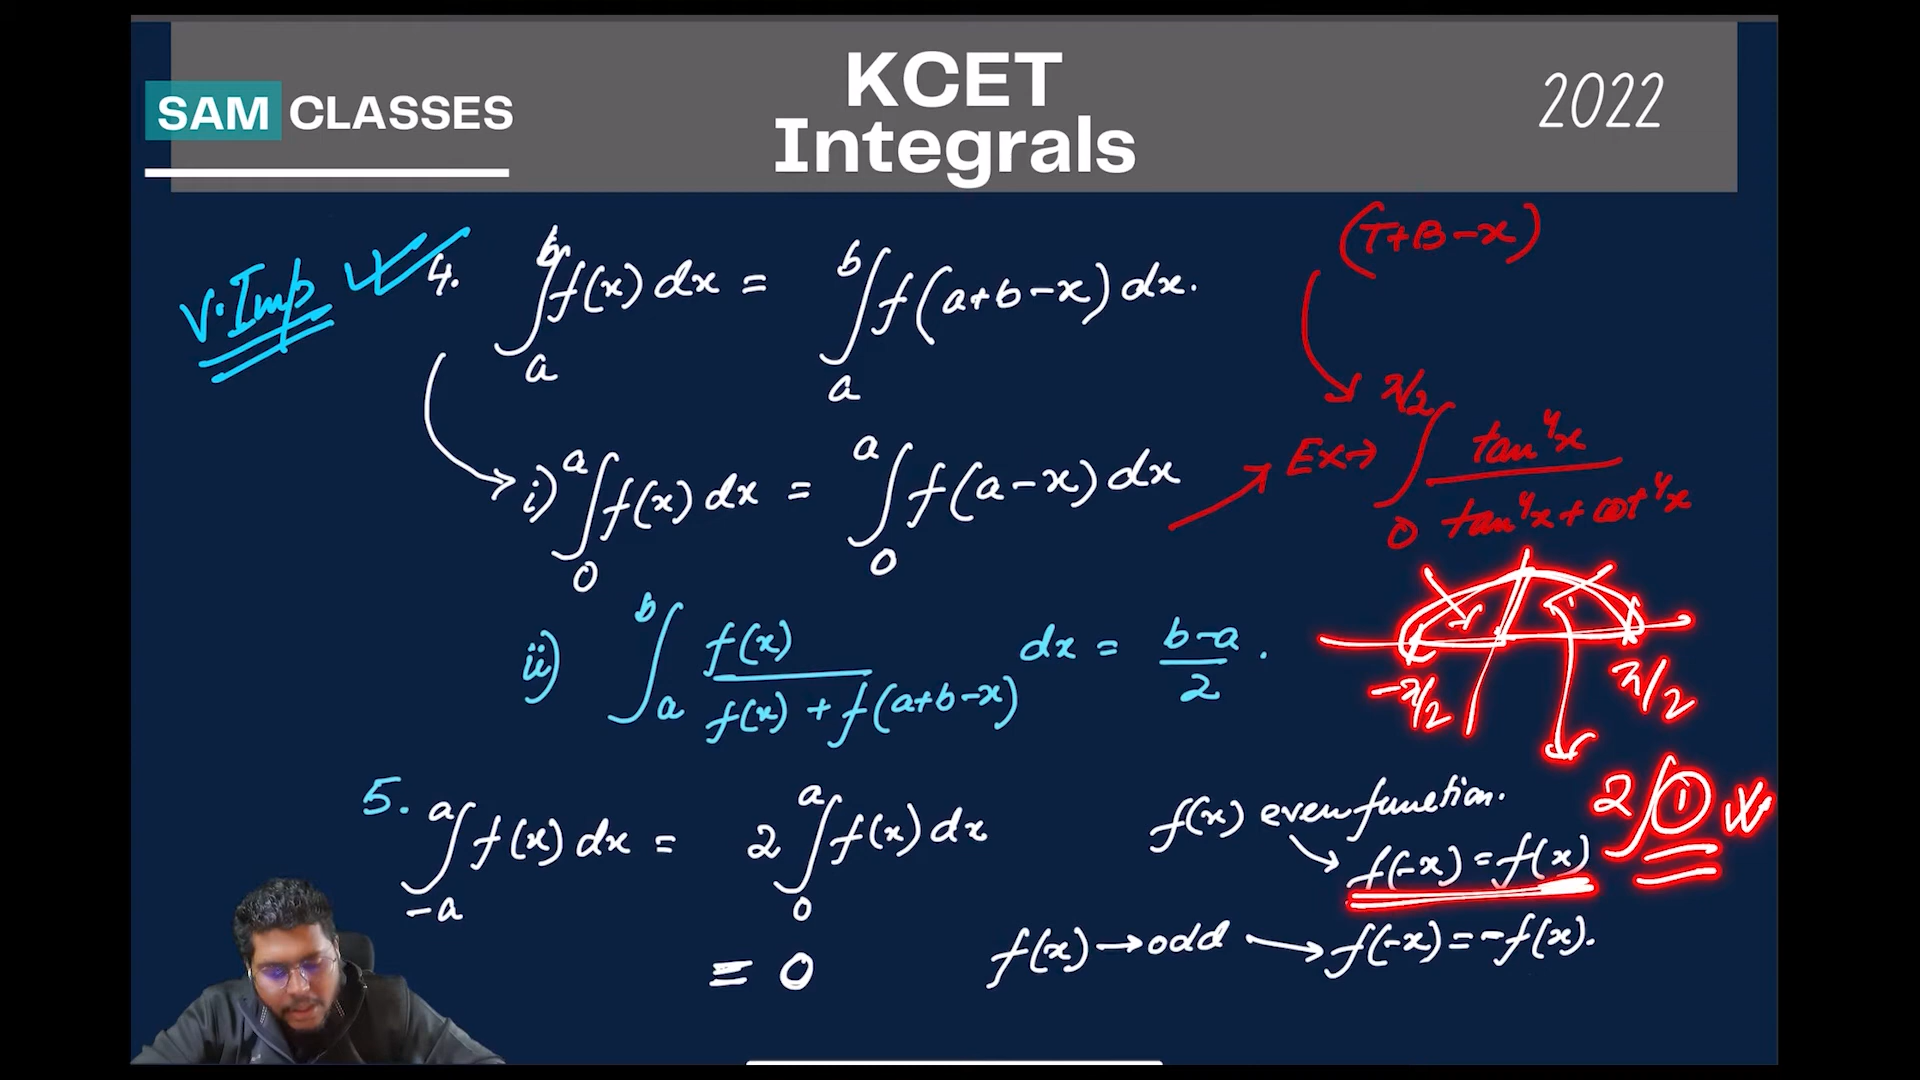 SAM CLASSES
KCET
Integrals
2022
V. Imp
4. ∫_a^b f(x) dx = ∫_a^b f(a+b-x) dx.
(T+B-x)
i) ∫_0^a f(x) dx = ∫_0^a f(a-x) dx
Ex→ ∫_0^{π/2} tan⁴x / tan⁴x + cot⁴x
ii) ∫_a^b f(x) / f(x) + f(a+b-x) dx = b-a / 2 .
-π/2 π/2
5. ∫_{-a}^a f(x) dx = 2 ∫_0^a f(x) dx
f(x) even function.
2∫①
f(-x) = f(x)
= 0
f(x) → odd → f(-x) = -f(x).